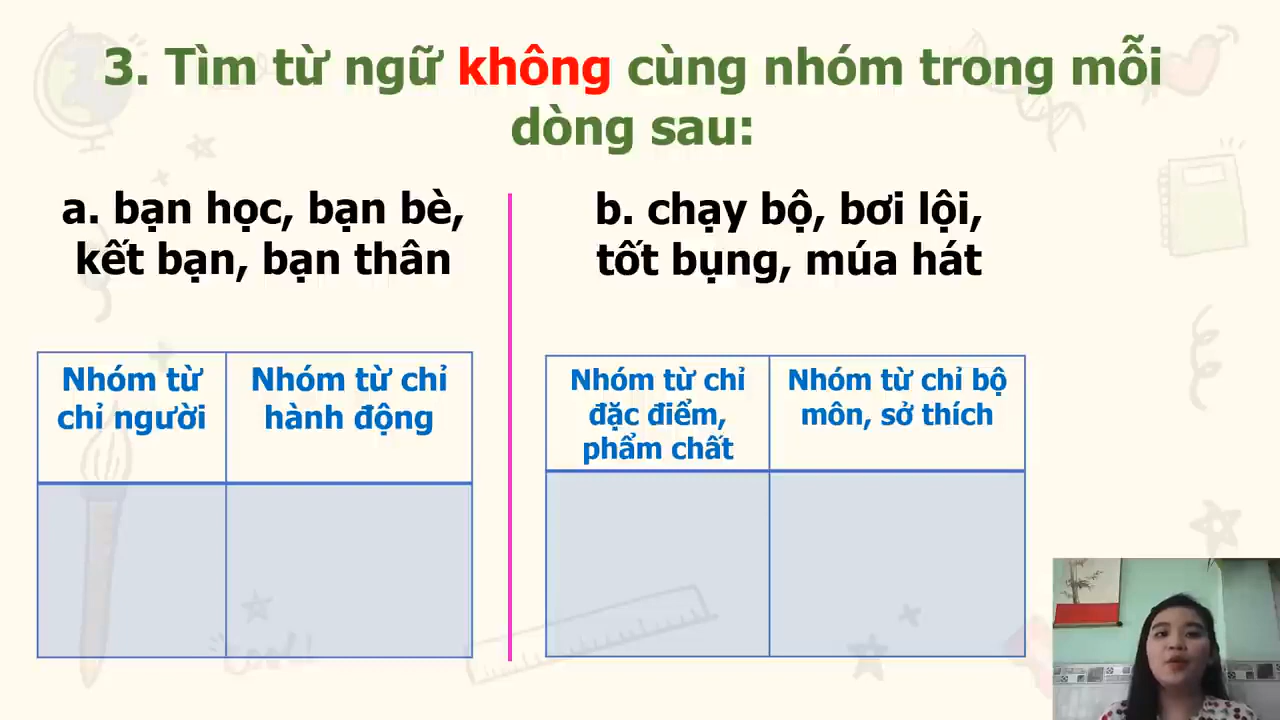 3. Tìm từ ngữ không cùng nhóm trong mỗi
dòng sau:
a. bạn học, bạn bè,
kết bạn, bạn thân
b. chạy bộ, bơi lội,
tốt bụng, múa hát
Nhóm từ
chỉ người
Nhóm từ chỉ
hành động
Nhóm từ chỉ
đặc điểm,
phẩm chất
Nhóm từ chỉ bộ
môn, sở thích